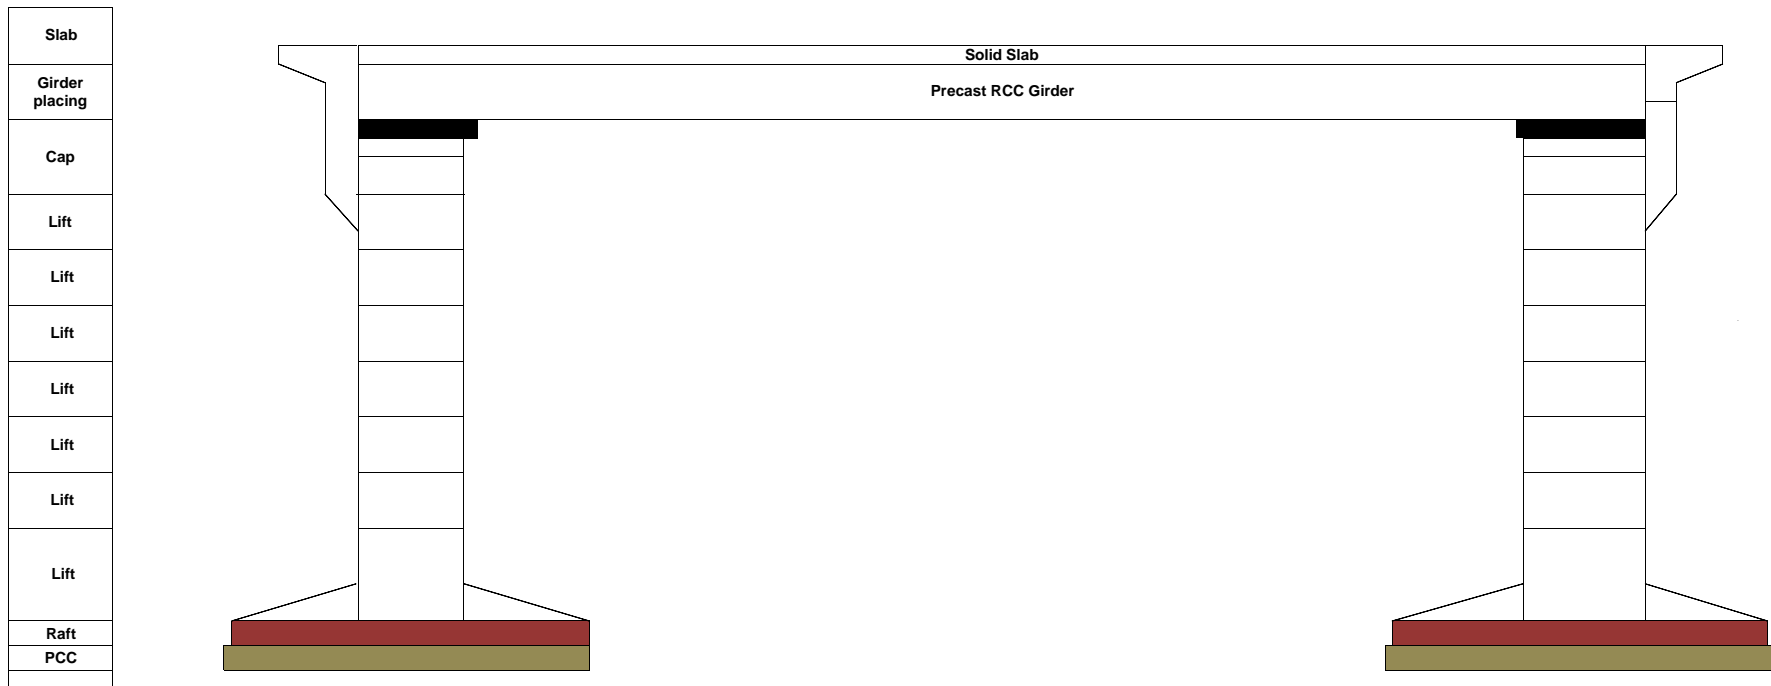 Slab
Solid Slab
Girder
placing
Precast RCC Girder
Cap
Lift
Lift
Lift
Lift
Lift
Lift
Lift
Raft
PCC